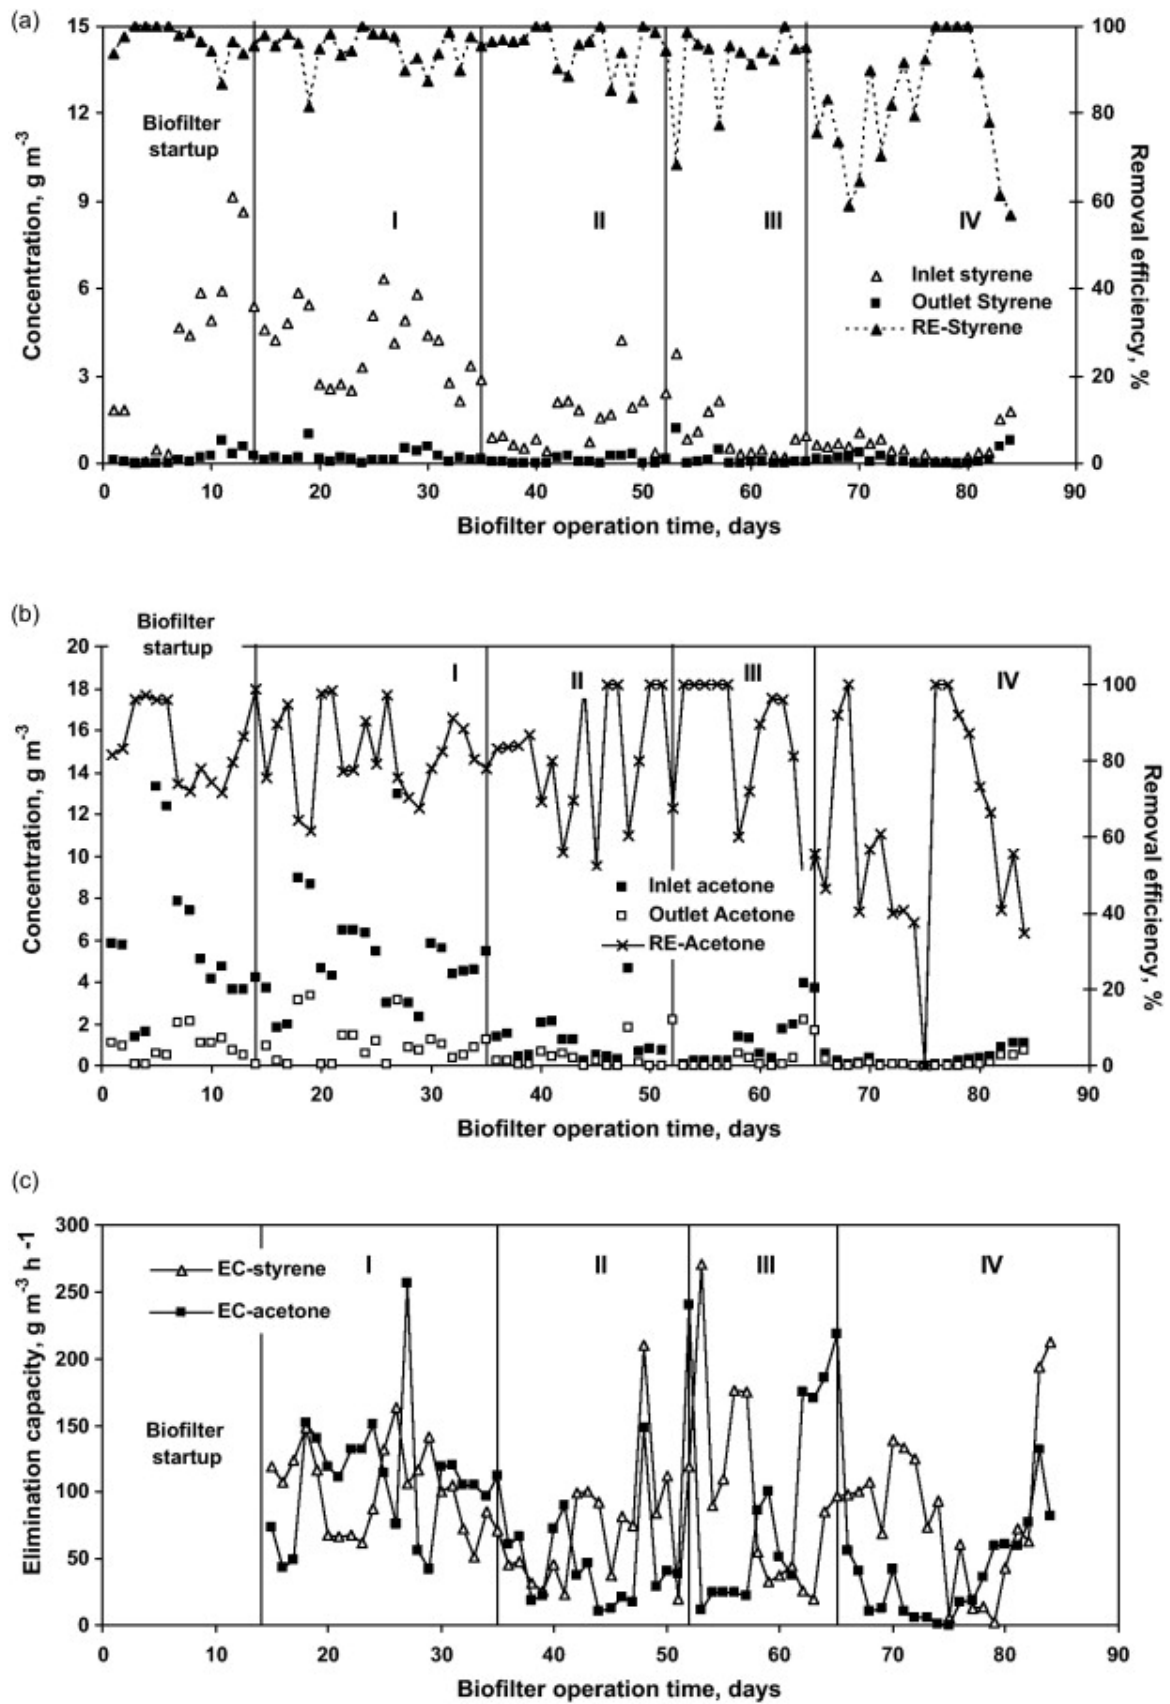 (a)
15
12
9
6
3
0
Concentration, g m-3
100
80
60
40
20
0
Removal efficiency, %
Biofilter
startup
I
II
III
IV
Inlet styrene
Outlet Styrene
RE-Styrene
0 10 20 30 40 50 60 70 80 90
Biofilter operation time, days
(b)
Biofilter
startup
20
18
16
14
12
10
8
6
4
2
0
Concentration, g m-3
100
80
60
40
20
0
Removal efficiency, %
I
II
III
IV
Inlet acetone
Outlet Acetone
RE-Acetone
0 10 20 30 40 50 60 70 80 90
Biofilter operation time, days
(c)
300
250
200
150
100
50
0
Elimination capacity, g m-3 h -1
I
II
III
IV
EC-styrene
EC-acetone
Biofilter
startup
0 10 20 30 40 50 60 70 80 90
Biofilter operation time, days